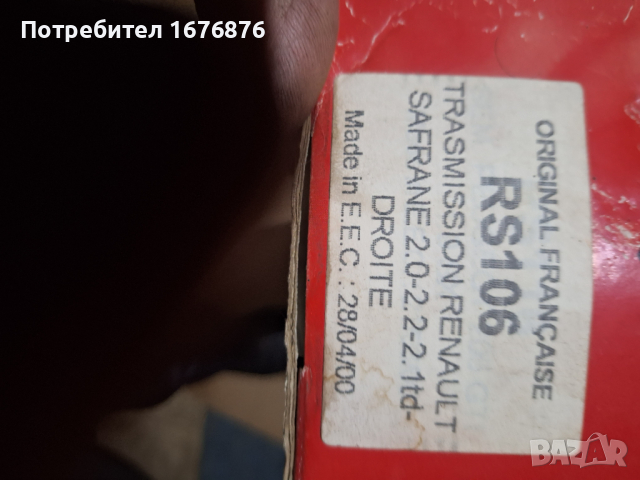 Потребител 1676876
ORIGINAL FRANÇAISE
RS106
TRASMISSION RENAULT
SAFRANE 2.0-2.2-2.1td-
DROITE
Made in E.E.C. : 28/04/00
BAZAR